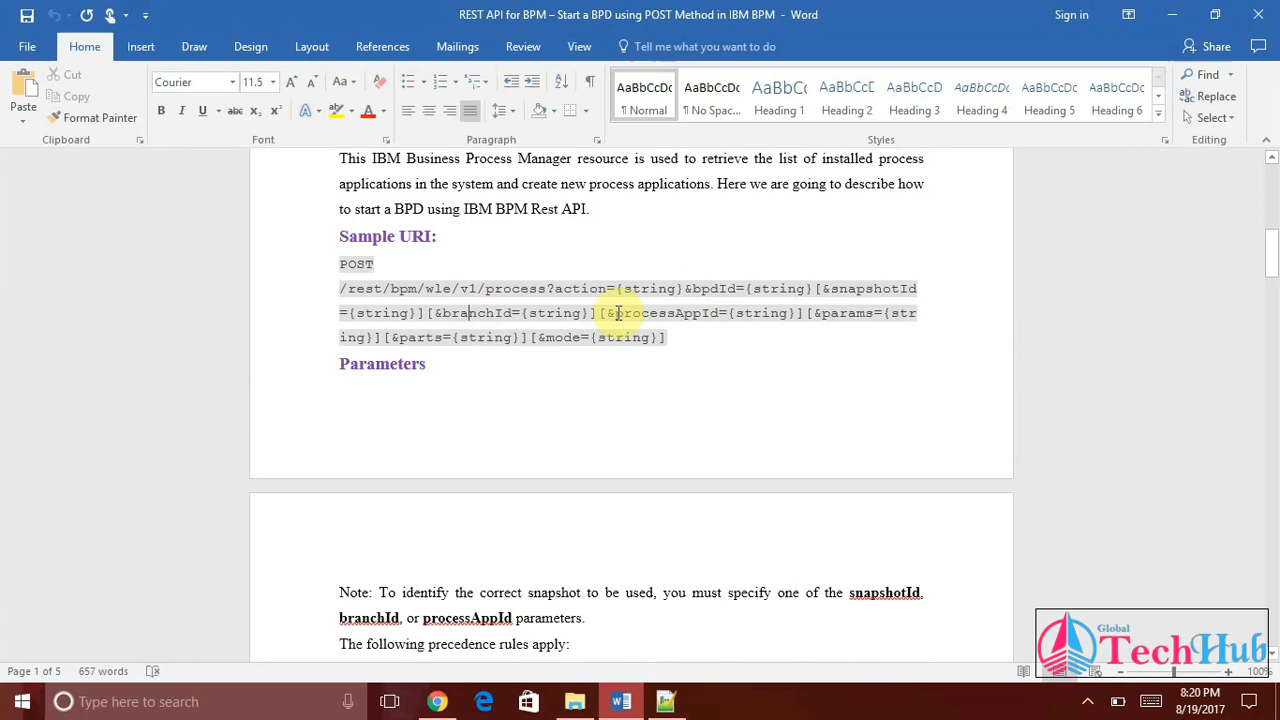 REST API for BPM – Start a BPD using POST Method in IBM BPM - Word
Sign in
File Home Insert Draw Design Layout References Mailings Review View Tell me what you want to do Share
Paste
Cut
Copy
Format Painter
Clipboard
Courier 11.5
Font
Paragraph
AaBbCcDc AaBbCcDc AaBbC( AaBbCcE AaBbCcD AaBbCcD AaBbCcD AaBbCcD
¶ Normal ¶ No Spac... Heading 1 Heading 2 Heading 3 Heading 4 Heading 5 Heading 6
Styles
Find
Replace
Select
Editing
This IBM Business Process Manager resource is used to retrieve the list of installed process
applications in the system and create new process applications. Here we are going to describe how
to start a BPD using IBM BPM Rest API.
Sample URI:
POST
/rest/bpm/wle/v1/process?action={string}&bpdId={string}[&snapshotId
={string}][&branchId={string}][&processAppId={string}][&params={str
ing}][&parts={string}][&mode={string}]
Parameters
Note: To identify the correct snapshot to be used, you must specify one of the snapshotId,
branchId, or processAppId parameters.
The following precedence rules apply:
Global
TechHub
Page 1 of 5 657 words
100%
Type here to search
8:20 PM
8/19/2017